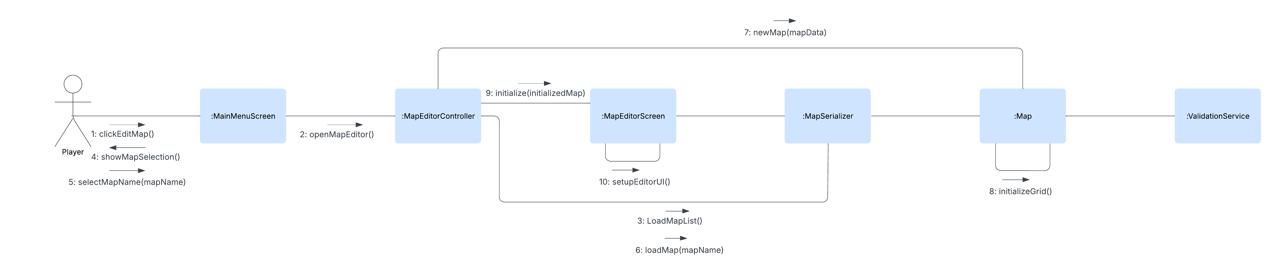 7: newMap(mapData)
9: initialize(initializedMap)
:MainMenuScreen
:MapEditorController
:MapEditorScreen
:MapSerializer
:Map
:ValidationService
1: clickEditMap()
2: openMapEditor()
Player
4: showMapSelection()
5: selectMapName(mapName)
10: setupEditorUI()
8: initializeGrid()
3: LoadMapList()
6: loadMap(mapName)